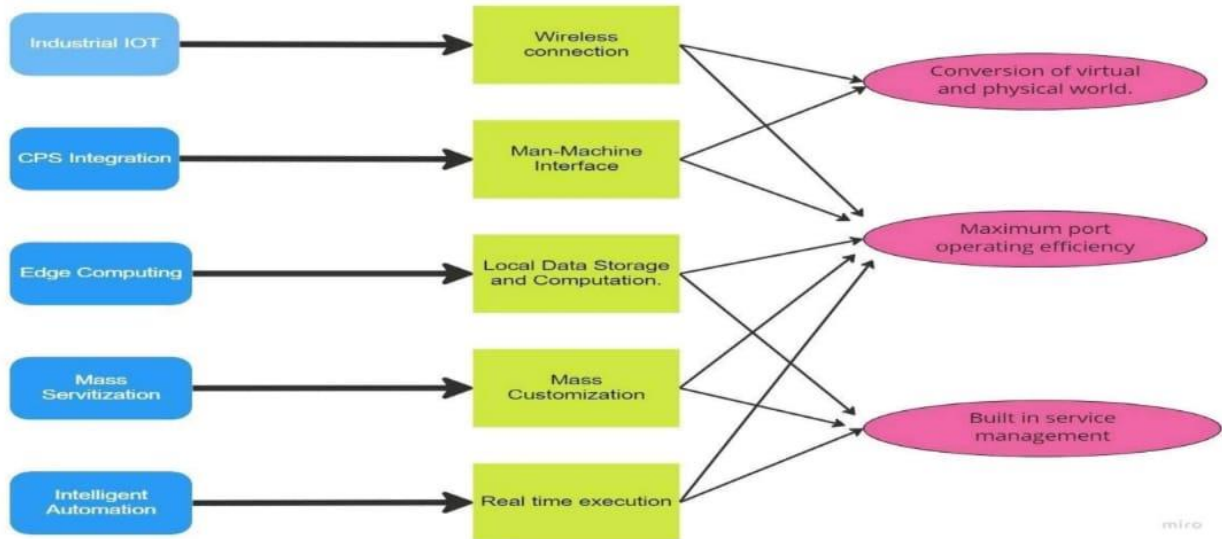 Industrial IOT
Wireless
connection
Conversion of virtual
and physical world.
CPS Integration
Man-Machine
Interface
Maximum port
operating efficiency
Edge Computing
Local Data Storage
and Computation.
Mass
Servitization
Mass
Customization
Built in service
management
Intelligent
Automation
Real time execution
miro